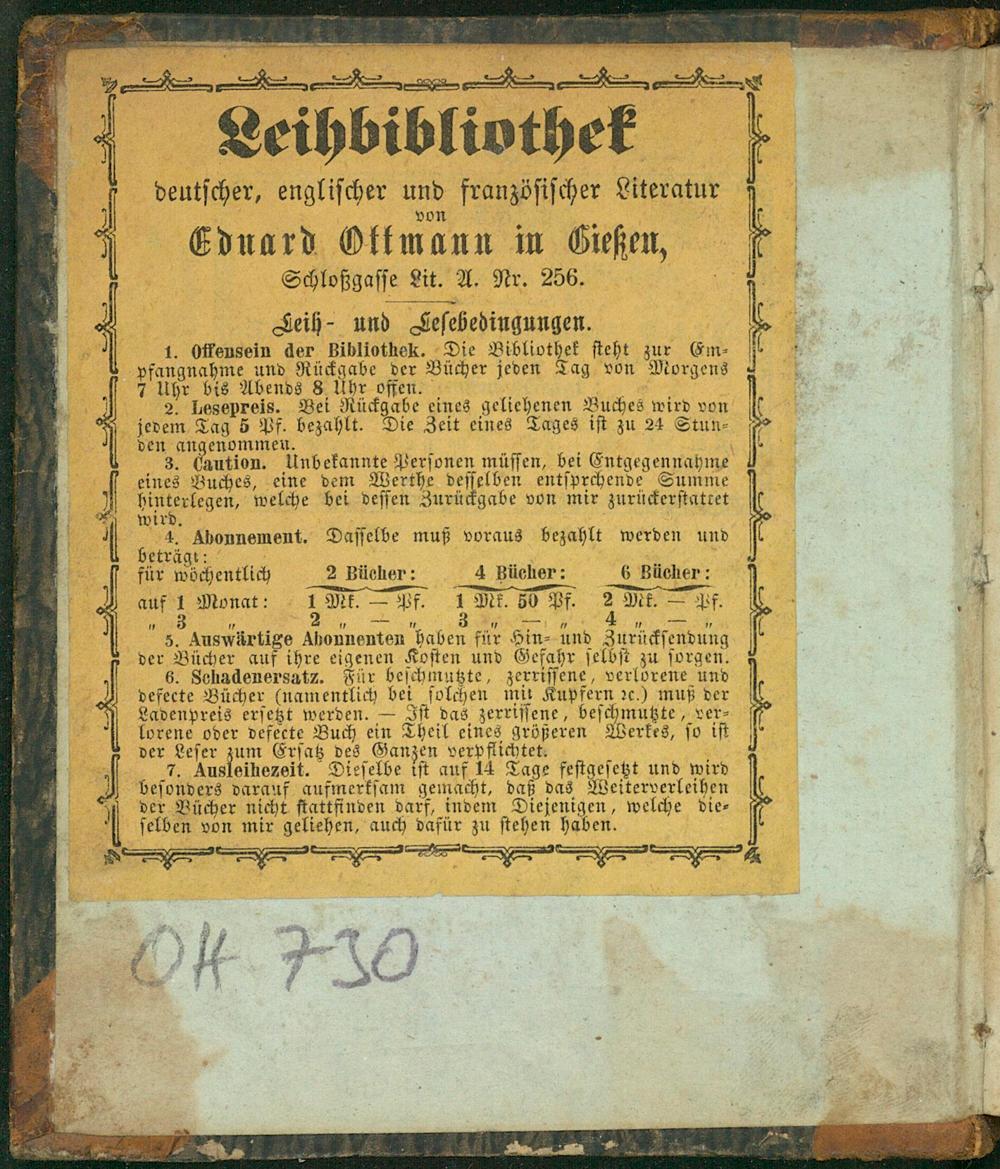 Leihbibliothek
deutscher, englischer und französischer Literatur
von
Eduard Ottmann in Gießen,
Schloßgasse Lit. A. Nr. 256.
Leih- und Lesebedingungen.
1. Offensein der Bibliothek. Die Bibliothek steht zur Em-
pfangnahme und Rückgabe der Bücher jeden Tag von Morgens
7 Uhr bis Abends 8 Uhr offen.
2. Lesepreis. Bei Rückgabe eines geliehenen Buches wird von
jedem Tag 5 Pf. bezahlt. Die Zeit eines Tages ist zu 24 Stun-
den angenommen.
3. Caution. Unbekannte Personen müssen, bei Entgegennahme
eines Buches, eine dem Werthe desselben entsprchende Summe
hinterlegen, welche bei dessen Zurückgabe von mir zurückerstattet
wird.
4. Abonnement. Dasselbe muß voraus bezahlt werden und
beträgt:
für wöchentlich 2 Bücher: 4 Bücher: 6 Bücher:
auf 1 Monat: 1 Mk. — Pf. 1 Mk. 50 Pf. 2 Mk. — Pf.
„ 3 „ 2 „ — „ 3 „ — „ 4 „ — „
5. Auswärtige Abonnenten haben für Hin- und Zurücksendung
der Bücher auf ihre eigenen Kosten und Gefahr selbst zu sorgen.
6. Schadenersatz. Für beschmutzte, zerrissene, verlorene und
defecte Bücher (namentlich bei solchen mit Kupfern ꝛc.) muß der
Ladenpreis ersetzt werden. — Ist das zerrissene, beschmutzte, ver-
lorene oder defecte Buch ein Theil eines größeren Werkes, so ist
der Leser zum Ersatz des Ganzen verpflichtet.
7. Ausleihezeit. Dieselbe ist auf 14 Tage festgesetzt und wird
besonders darauf aufmerksam gemacht, daß das Weiterverleihen
der Bücher nicht stattfinden darf, indem Diejenigen, welche die-
selben von mir geliehen, auch dafür zu stehen haben.
OH 730